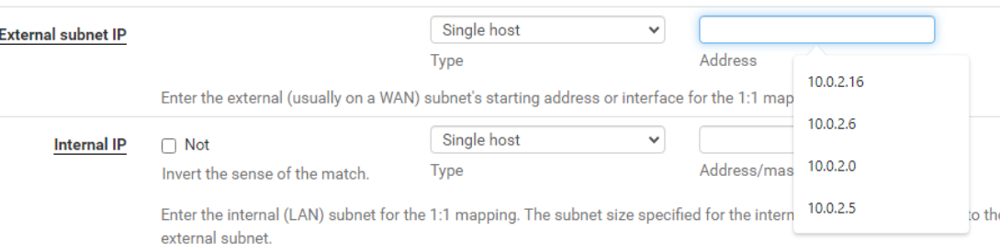 External subnet IP
Single host
Type
Address
Enter the external (usually on a WAN) subnet's starting address or interface for the 1:1 map
10.0.2.16
10.0.2.6
10.0.2.0
10.0.2.5
Internal IP
Not
Single host
Invert the sense of the match.
Type
Address/mas
Enter the internal (LAN) subnet for the 1:1 mapping. The subnet size specified for the intern to the
external subnet.